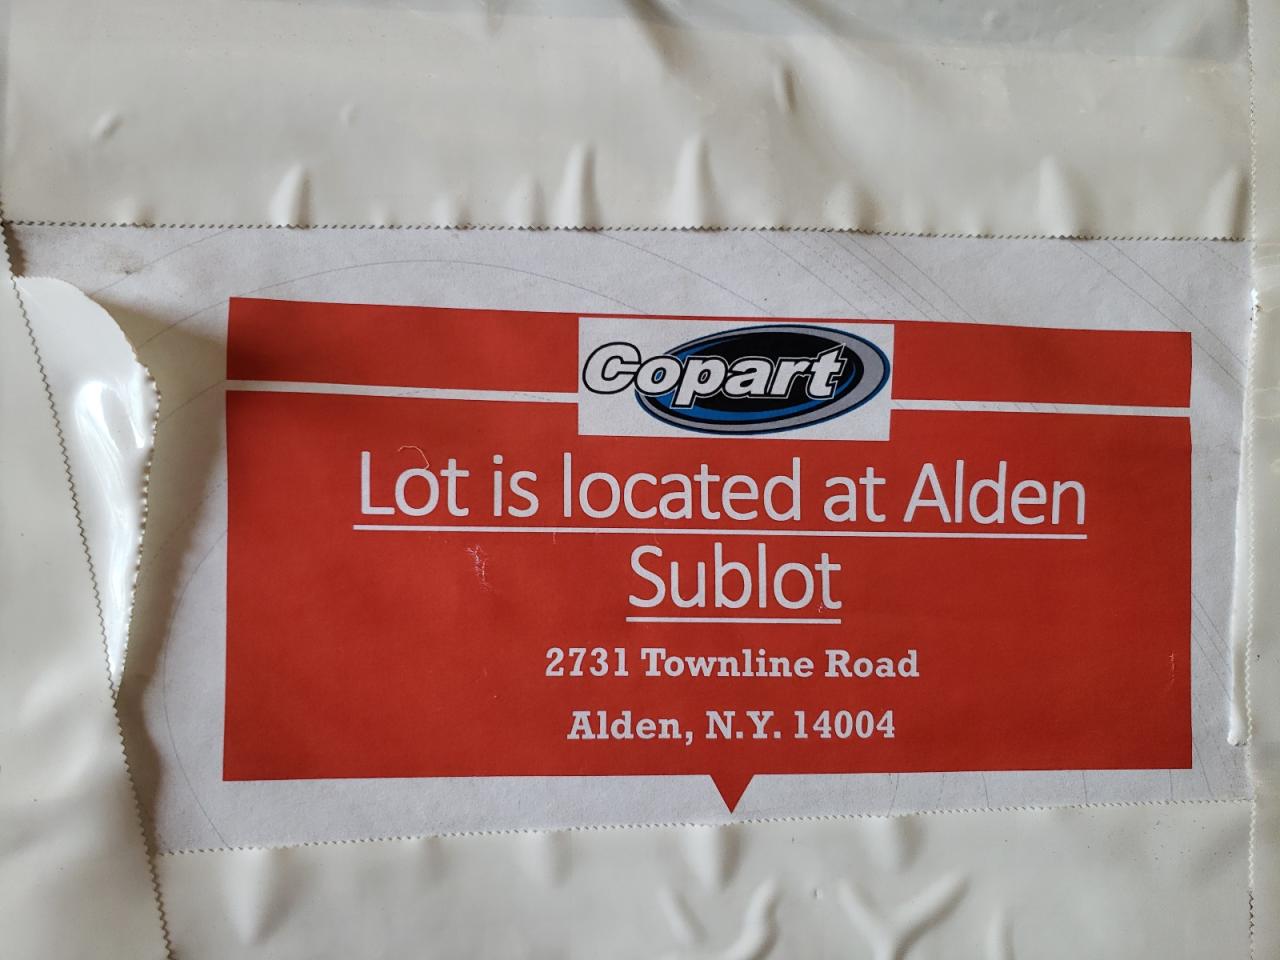 Copart
Lot is located at Alden
Sublot
2731 Townline Road
Alden, N.Y. 14004